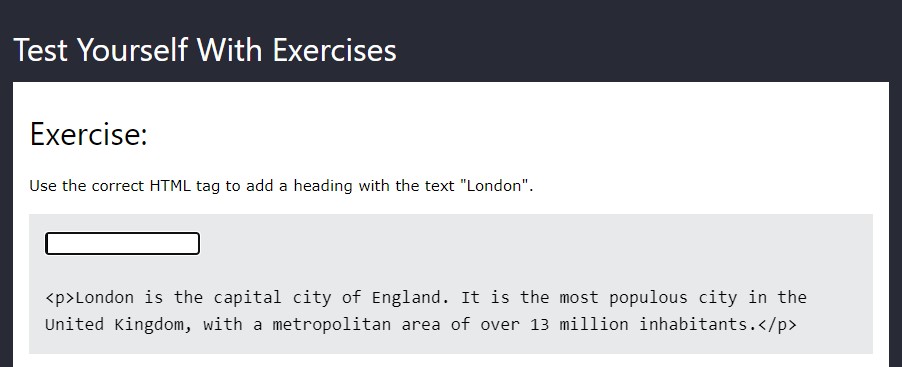 Test Yourself With Exercises
Exercise:
Use the correct HTML tag to add a heading with the text "London".
<p>London is the capital city of England. It is the most populous city in the
United Kingdom, with a metropolitan area of over 13 million inhabitants.</p>